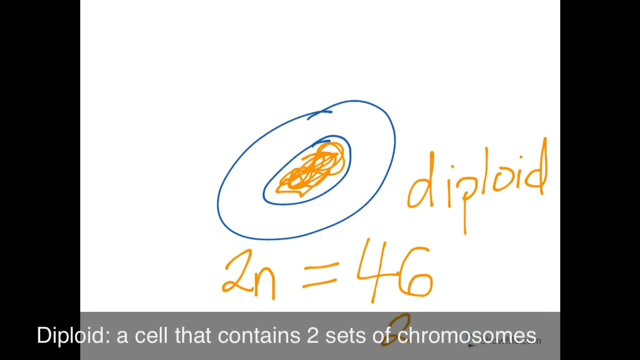 diploid
2n = 46
Diploid: a cell that contains 2 sets of chromosomes